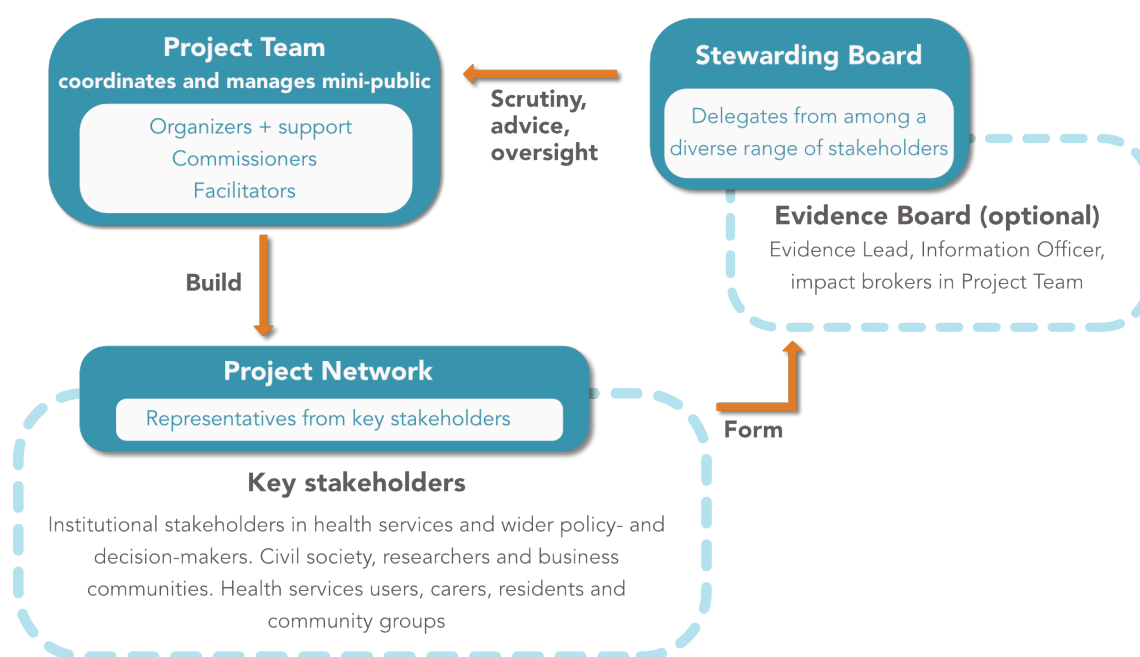 Project Team
coordinates and manages mini-public
Organizers + support
Commissioners
Facilitators
Scrutiny,
advice,
oversight
Stewarding Board
Delegates from among a
diverse range of stakeholders
Evidence Board (optional)
Evidence Lead, Information Officer,
impact brokers in Project Team
Build
Project Network
Representatives from key stakeholders
Form
Key stakeholders
Institutional stakeholders in health services and wider policy- and
decision-makers. Civil society, researchers and business
communities. Health services users, carers, residents and
community groups